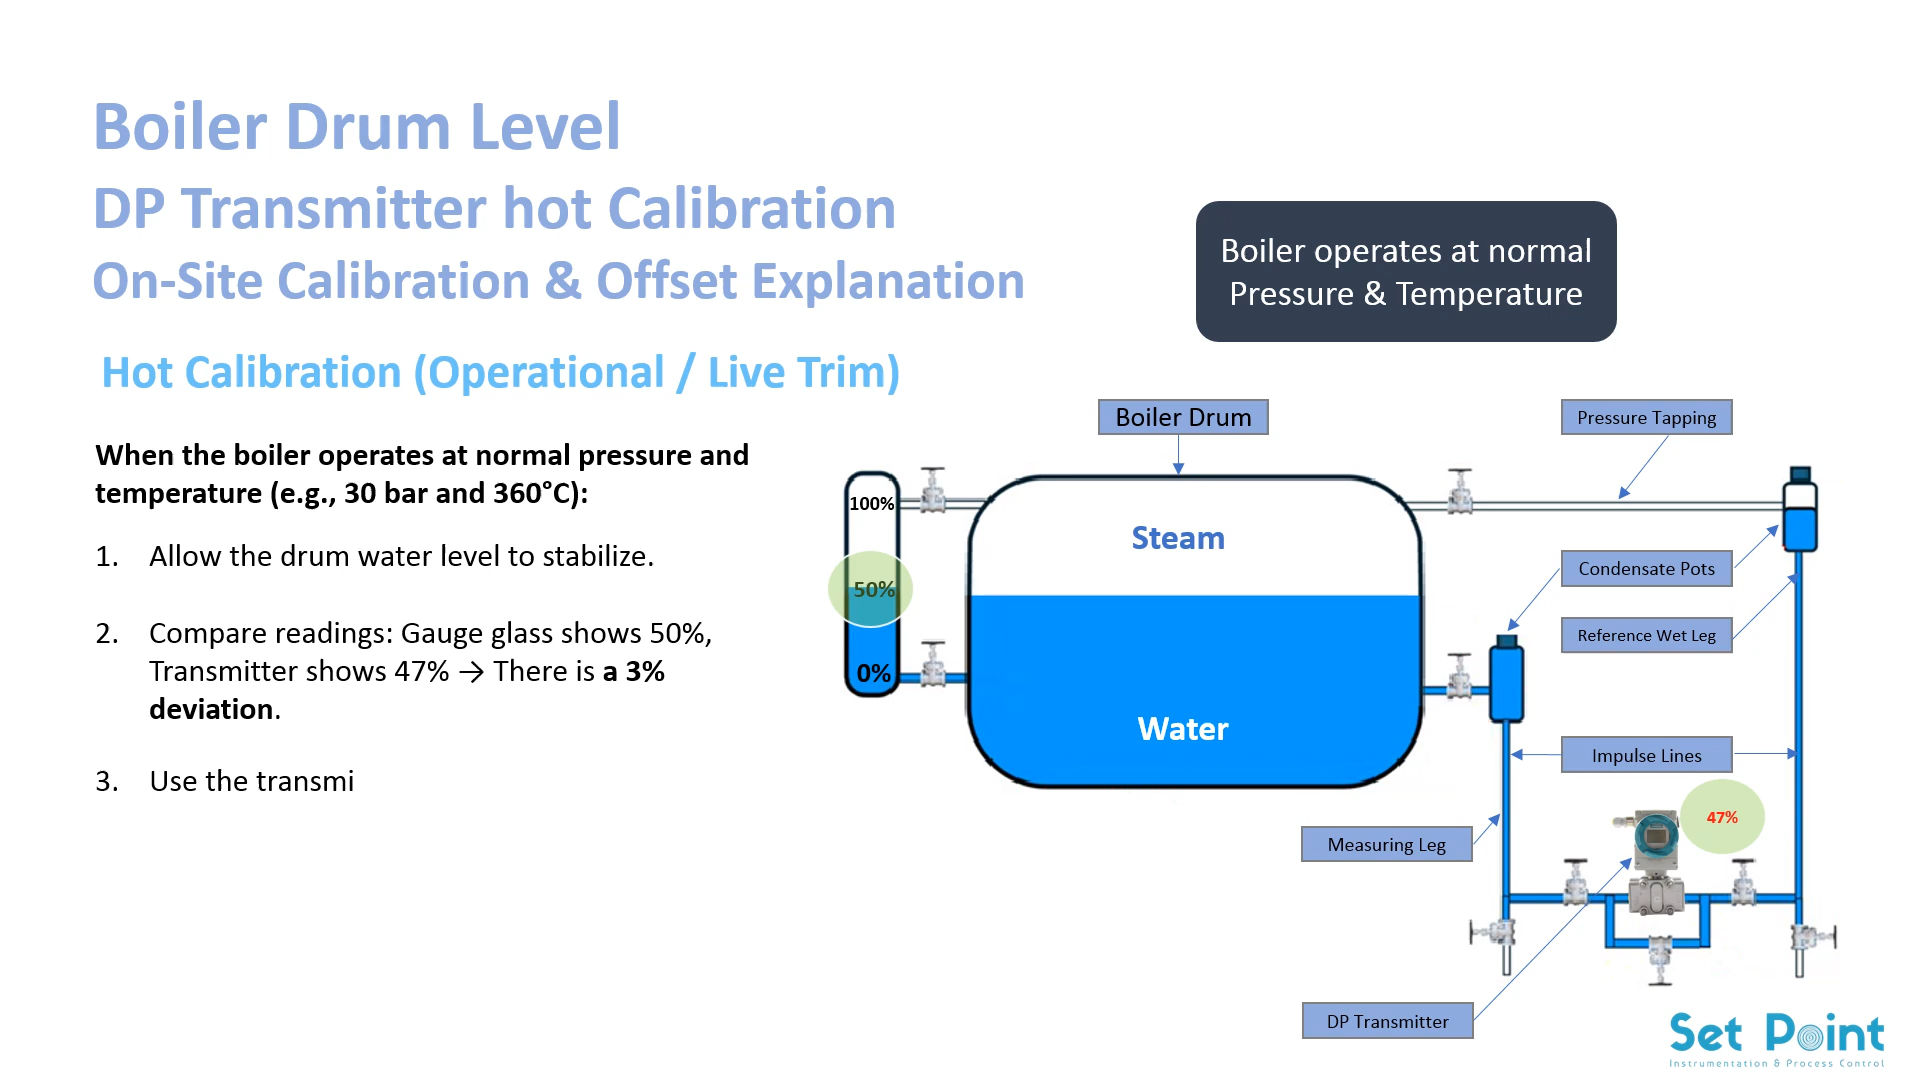 Boiler Drum Level
DP Transmitter hot Calibration
On-Site Calibration & Offset Explanation
Boiler operates at normal
Pressure & Temperature
Hot Calibration (Operational / Live Trim)
When the boiler operates at normal pressure and
temperature (e.g., 30 bar and 360°C):
1. Allow the drum water level to stabilize.
2. Compare readings: Gauge glass shows 50%,
Transmitter shows 47% → There is a 3%
deviation.
3. Use the transmi
Boiler Drum
Pressure Tapping
100%
Steam
50%
Condensate Pots
Reference Wet Leg
0%
Water
Impulse Lines
47%
Measuring Leg
DP Transmitter
Set Point
Instrumentation & Process Control